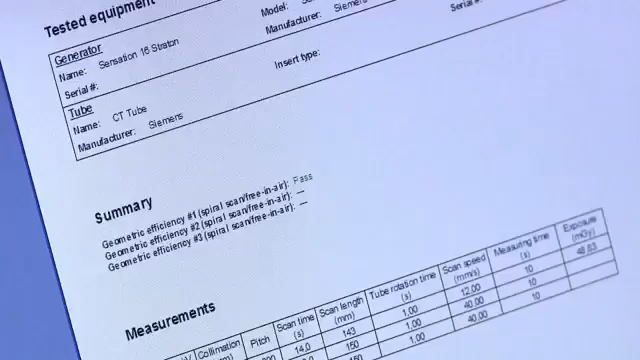 Tested equipment
Generator
Name: Sensation 16 Straton
Model:
Manufacturer: Siemens
Serial #:
Serial #:
Tube
Name: CT Tube
Insert type:
Manufacturer: Siemens
Summary
Geometric efficiency #1 (spiral scan/free-in-air): Pass
Geometric efficiency #2 (spiral scan/free-in-air): ---
Geometric efficiency #3 (spiral scan/free-in-air): ---
Measurements
Collimation Pitch Scan time (s) Scan length (mm) Tube rotation time (s) Scan speed (mm/s) Measuring time (s) Exposure (mGy)
14,0 143 1,00 12,00 10 48,83
150 1,00 40,00 10
1,00 40,00 10